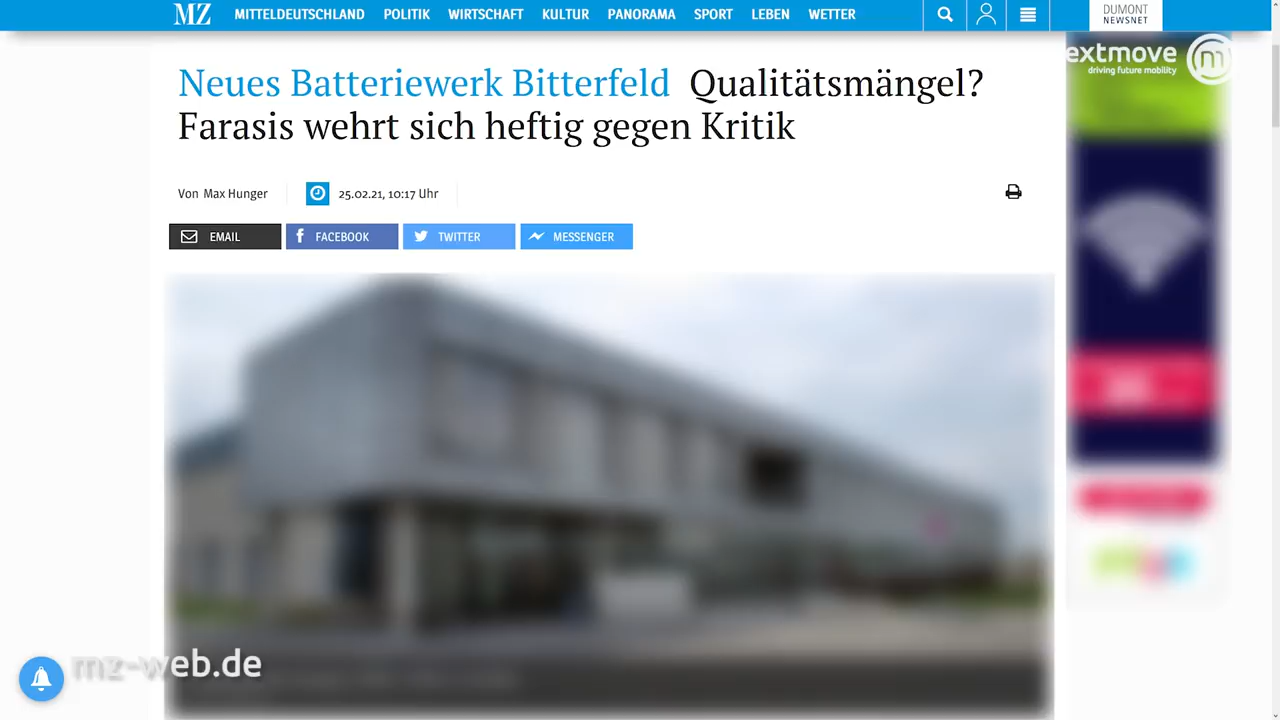 MZ MITTELDEUTSCHLAND POLITIK WIRTSCHAFT KULTUR PANORAMA SPORT LEBEN WETTER
DUMONT
NEWSNET
extmove m
driving future mobility
Neues Batteriewerk Bitterfeld Qualitätsmängel?
Farasis wehrt sich heftig gegen Kritik
Von Max Hunger 25.02.21, 10:17 Uhr
EMAIL FACEBOOK TWITTER MESSENGER
mz-web.de